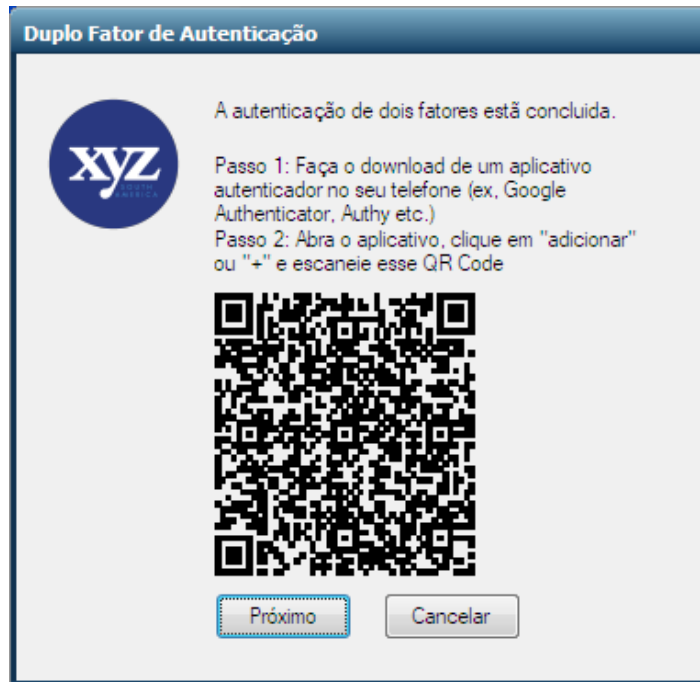 Duplo Fator de Autenticação
xyz
SOUTH
AMERICA
A autenticação de dois fatores estã concluida.
Passo 1: Faça o download de um aplicativo
autenticador no seu telefone (ex, Google
Authenticator, Authy etc.)
Passo 2: Abra o aplicativo, clique em "adicionar"
ou "+" e escaneie esse QR Code
Próximo
Cancelar